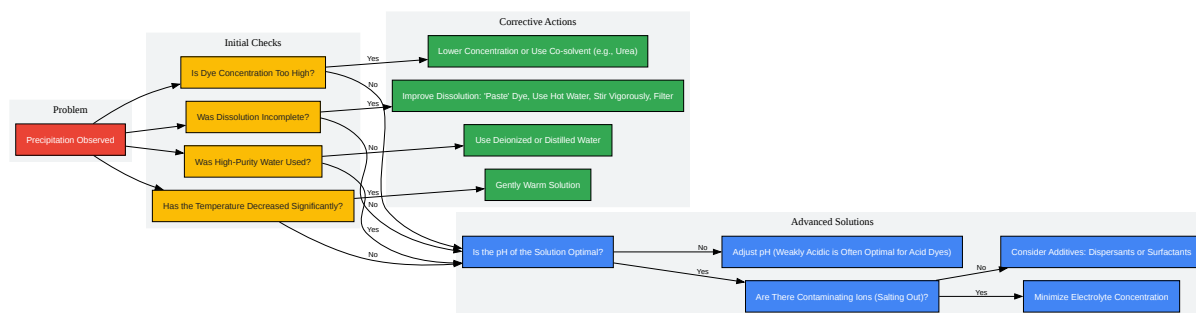 Corrective Actions
Initial Checks
Lower Concentration or Use Co-solvent (e.g., Urea)
Yes
Is Dye Concentration Too High?
No
Improve Dissolution: 'Paste' Dye, Use Hot Water, Stir Vigorously, Filter
Yes
Problem
Was Dissolution Incomplete?
Precipitation Observed
Use Deionized or Distilled Water
No
Was High-Purity Water Used?
Gently Warm Solution
Yes
Has the Temperature Decreased Significantly?
No
Advanced Solutions
Yes
Is the pH of the Solution Optimal?
No
Adjust pH (Weakly Acidic is Often Optimal for Acid Dyes)
Consider Additives: Dispersants or Surfactants
No
No
Yes
Are There Contaminating Ions (Salting Out)?
Yes
Minimize Electrolyte Concentration